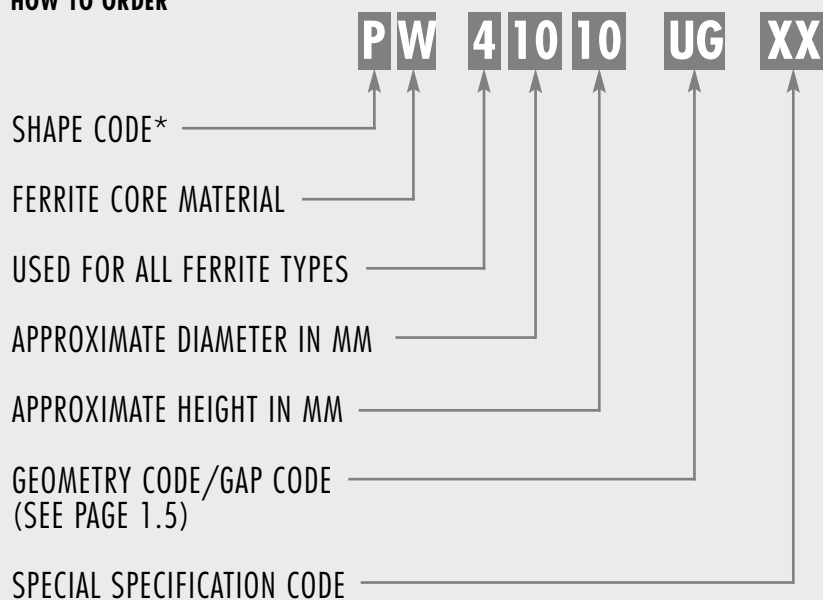 HOW TO ORDER
P W 4 10 10 UG XX
SHAPE CODE*
FERRITE CORE MATERIAL
USED FOR ALL FERRITE TYPES
APPROXIMATE DIAMETER IN MM
APPROXIMATE HEIGHT IN MM
GEOMETRY CODE/GAP CODE
(SEE PAGE 1.5)
SPECIAL SPECIFICATION CODE